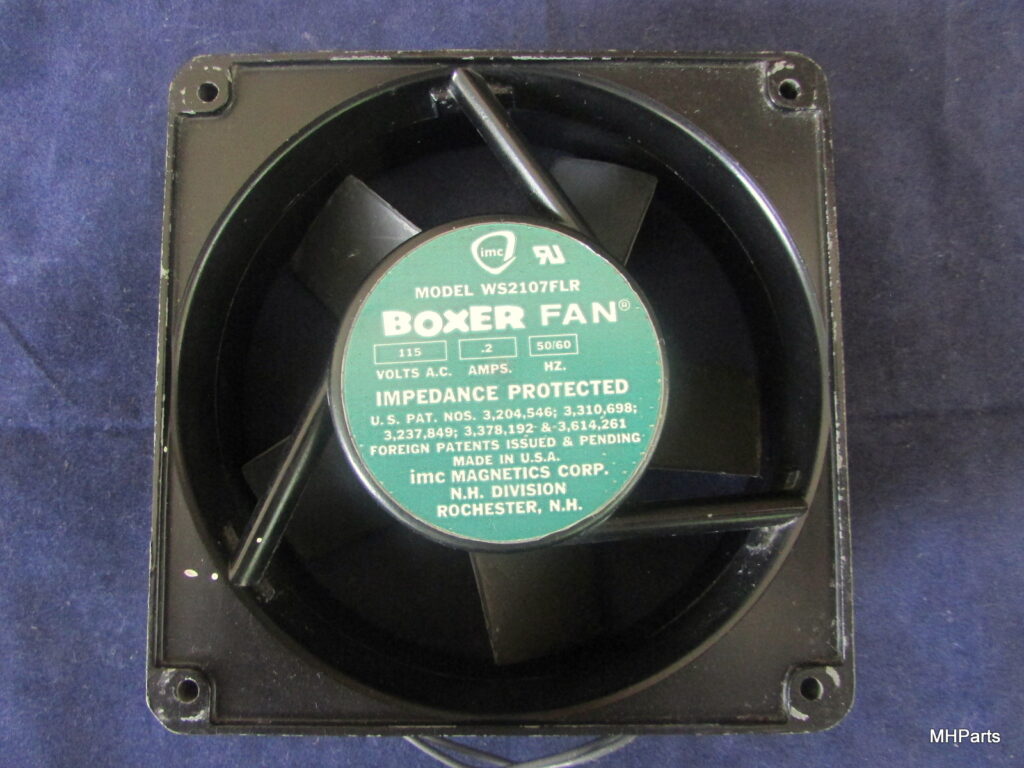 imc
MODEL WS2107FLR
BOXER FAN®
115 .2 50/60
VOLTS A.C. AMPS. HZ.
IMPEDANCE PROTECTED
U.S. PAT. NOS. 3,204,546; 3,310,698;
3,237,849; 3,378,192 & 3,614,261
FOREIGN PATENTS ISSUED & PENDING
MADE IN U.S.A.
imc MAGNETICS CORP.
N.H. DIVISION
ROCHESTER, N.H.
MHParts